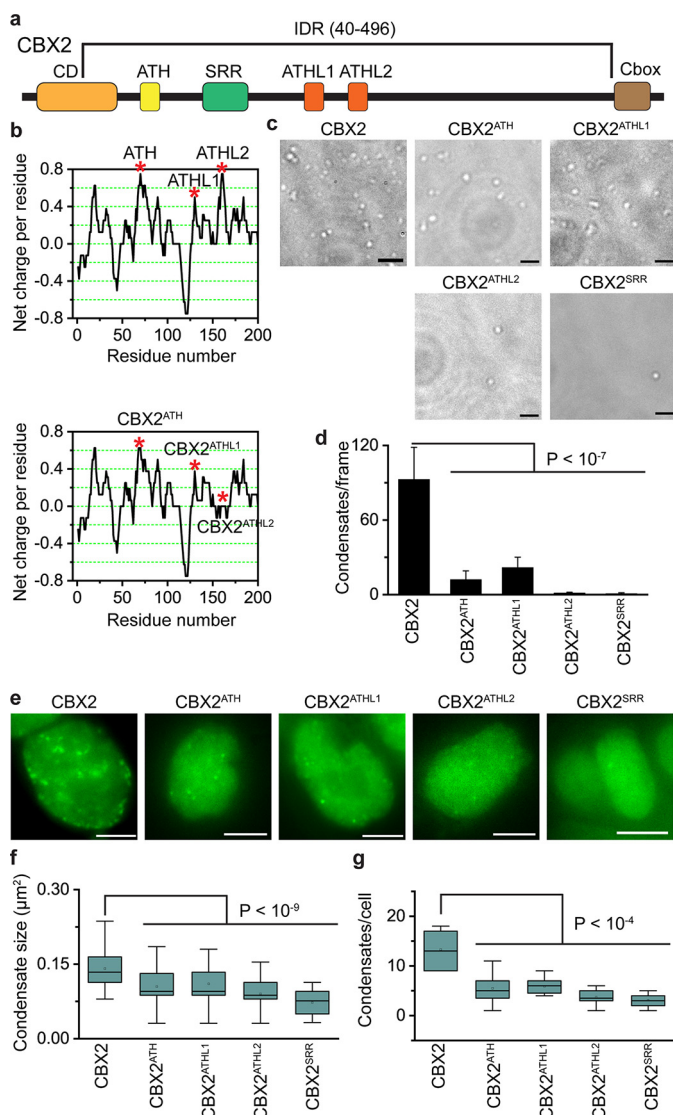 a
IDR (40-496)
CBX2
CD
ATH
SRR
ATHL1
ATHL2
Cbox
b
ATH
ATHL2
ATHL1
0.8
0.4
0.0
-0.4
-0.8
Net charge per residue
0 50 100 150 200
Residue number
CBX2ATH
CBX2ATHL1
CBX2ATHL2
0.8
0.4
0.0
-0.4
-0.8
Net charge per residue
0 50 100 150 200
Residue number
c
CBX2
CBX2ATH
CBX2ATHL1
CBX2ATHL2
CBX2SRR
d
P < 10-7
120
90
60
30
0
Condensates/frame
CBX2
CBX2ATH
CBX2ATHL1
CBX2ATHL2
CBX2SRR
e
CBX2
CBX2ATH
CBX2ATHL1
CBX2ATHL2
CBX2SRR
f
P < 10-9
0.30
0.15
0.00
Condensate size (μm2)
CBX2
CBX2ATH
CBX2ATHL1
CBX2ATHL2
CBX2SRR
g
P < 10-4
20
10
0
Condensates/cell
CBX2
CBX2ATH
CBX2ATHL1
CBX2ATHL2
CBX2SRR